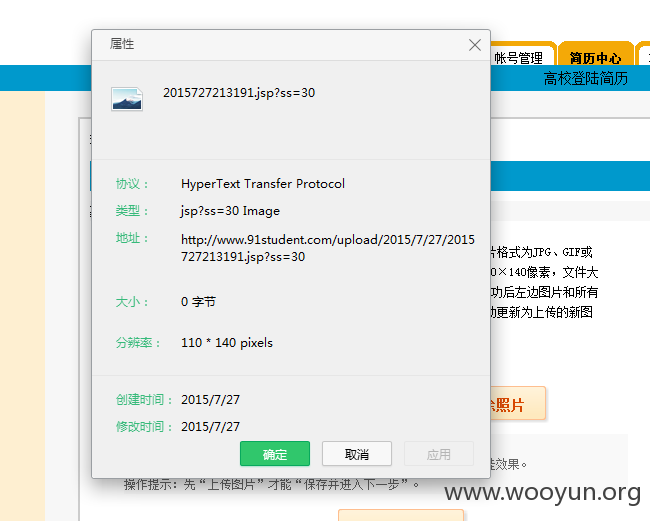 属性
帐号管理
简历中心
高校登陆简历
2015727213191.jsp?ss=30
协议：
HyperText Transfer Protocol
类型：
jsp?ss=30 Image
地址：
http://www.91student.com/upload/2015/7/27/2015
727213191.jsp?ss=30
片格式为JPG、GIF或
0×140像素，文件大
功后左边图片和所有
动更新为上传的新图
大小：
0 字节
分辨率：
110 * 140 pixels
创建时间：
2015/7/27
修改时间：
2015/7/27
照片
确定
取消
应用
效果。
操作提示：先“上传图片”才能“保存并进入下一步”。
www.wooyun.org